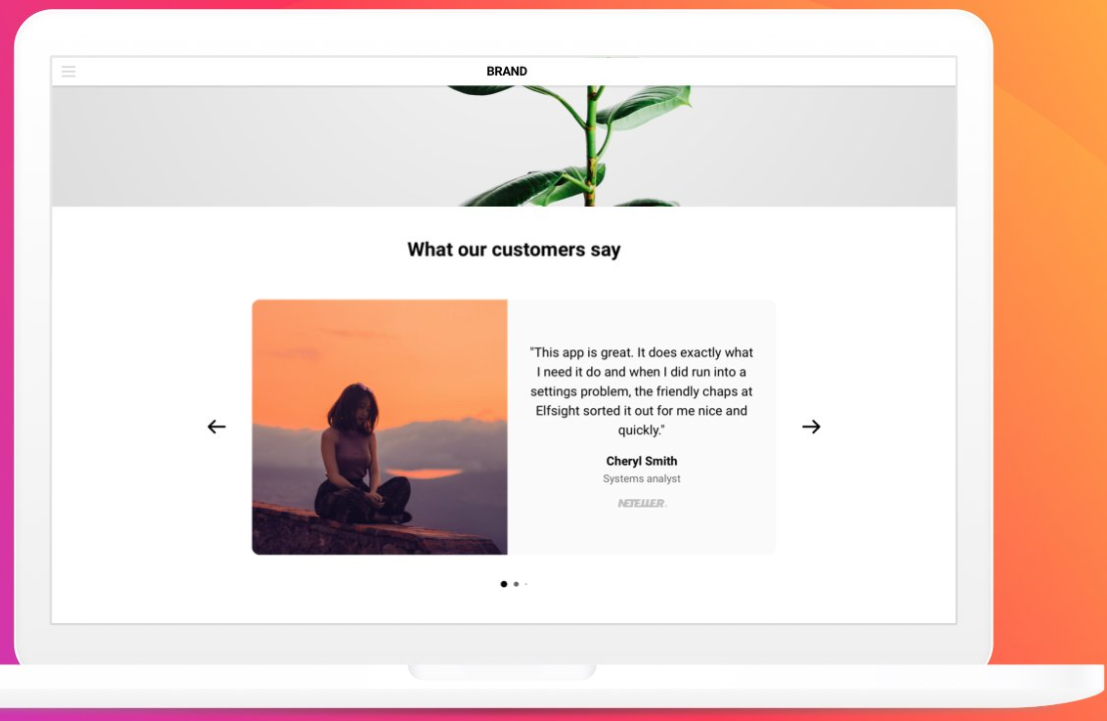 BRAND
What our customers say
"This app is great. It does exactly what
I need it do and when I did run into a
settings problem, the friendly chaps at
Elfsight sorted it out for me nice and
quickly."
Cheryl Smith
Systems analyst
NETELLER.